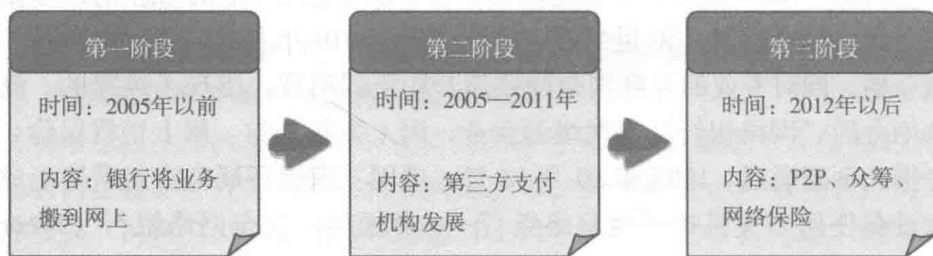 第一阶段
时间：2005年以前
内容：银行将业务
搬到网上
第二阶段
时间：2005—2011年
内容：第三方支付
机构发展
第三阶段
时间：2012年以后
内容：P2P、众筹、
网络保险